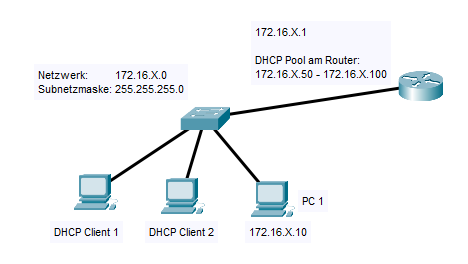 172.16.X.1
DHCP Pool am Router:
172.16.X.50 - 172.16.X.100
Netzwerk: 172.16.X.0
Subnetzmaske: 255.255.255.0
PC 1
DHCP Client 1
DHCP Client 2
172.16.X.10